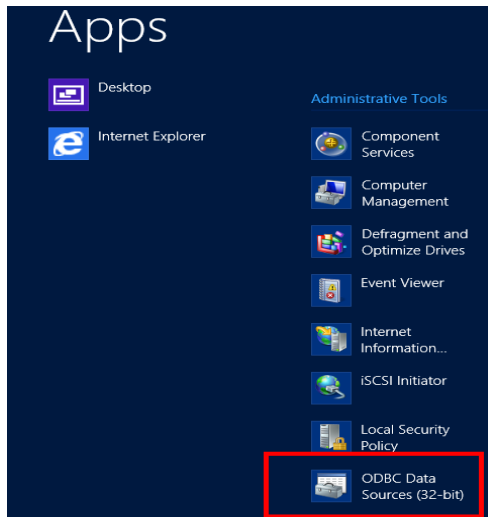 Apps
Desktop
Internet Explorer
Administrative Tools
Component
Services
Computer
Management
Defragment and
Optimize Drives
Event Viewer
Internet
Information...
iSCSI Initiator
Local Security
Policy
ODBC Data
Sources (32-bit)